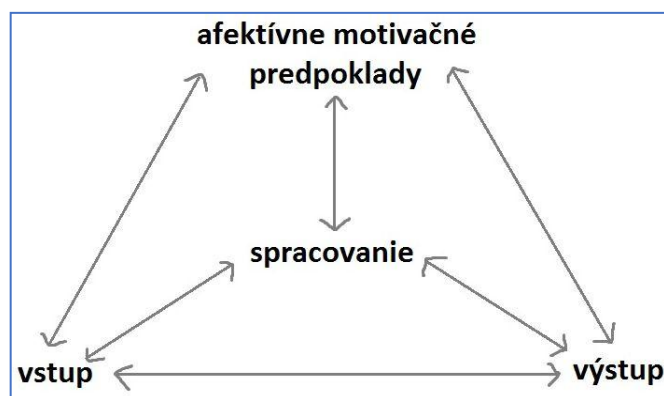 afektívne motivačné
predpoklady
spracovanie
vstup
výstup